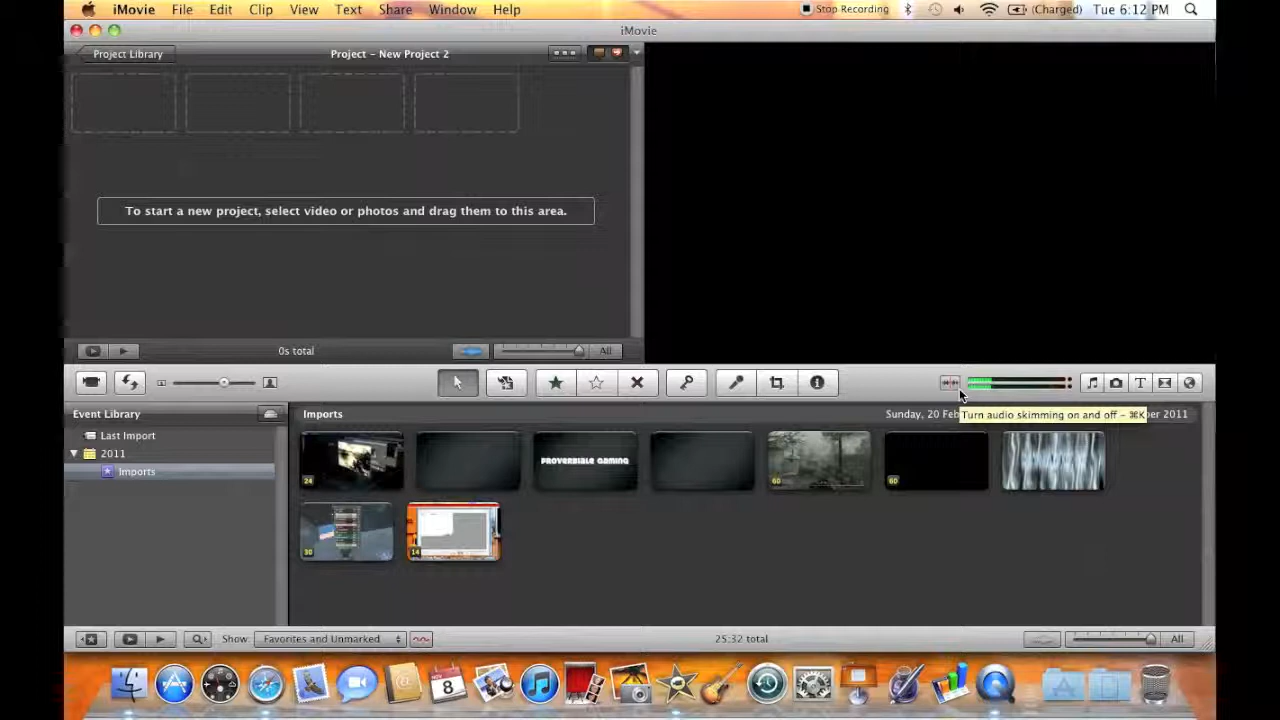 iMovie File Edit Clip View Text Share Window Help Stop Recording (Charged) Tue 6:12 PM
iMovie
Project Library Project - New Project 2
To start a new project, select video or photos and drag them to this area.
0s total All
Event Library Imports Sunday, 20 Feb ber 2011
Turn audio skimming on and off - ⌘K
Last Import
2011
Imports
24 PROVERBIALE GAMING 60 60
30 14
Show: Favorites and Unmarked 25:32 total All
NOV
8